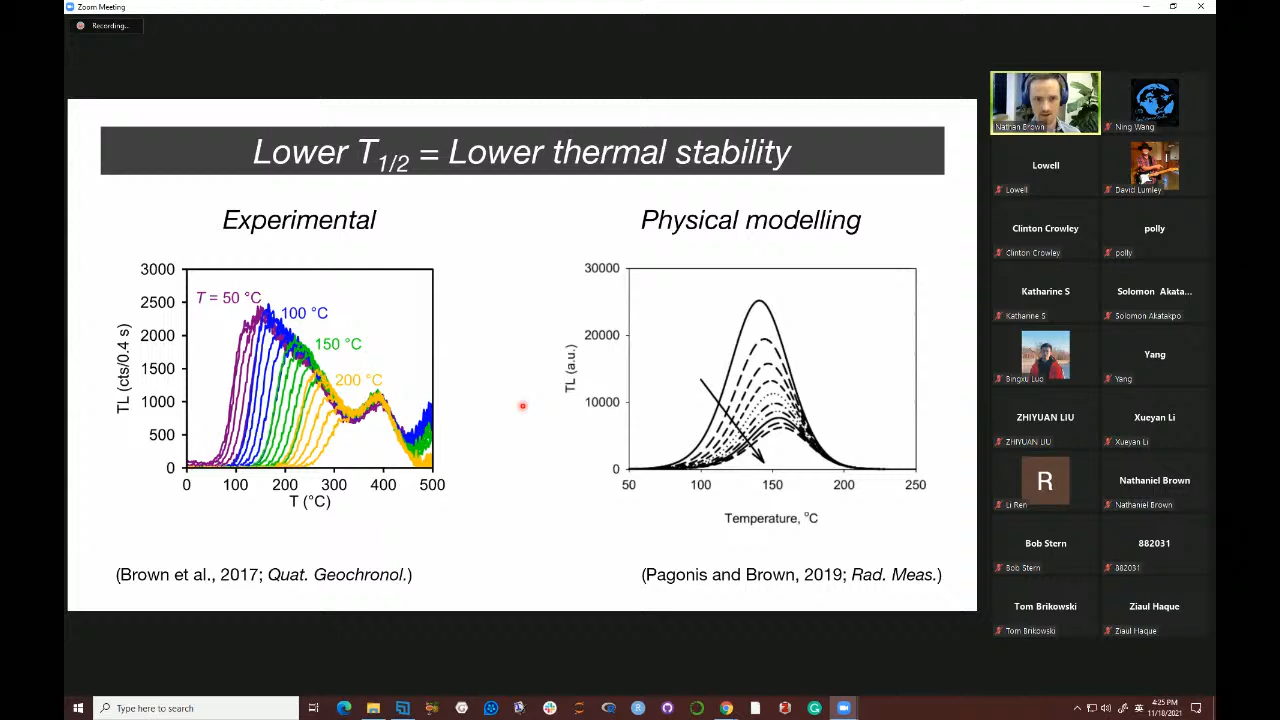 Zoom Meeting
Recording...
Lower T1/2 = Lower thermal stability
Experimental
Physical modelling
3000
2500
2000
1500
1000
500
0
TL (cts/0.4 s)
T = 50 °C
100 °C
150 °C
200 °C
0 100 200 300 400 500
T (°C)
30000
20000
10000
0
TL (a.u.)
50 100 150 200 250
Temperature, °C
(Brown et al., 2017; Quat. Geochronol.)
(Pagonis and Brown, 2019; Rad. Meas.)
Nathan Brown
Ning Wang
Lowell
Lowell
David Lumley
Clinton Crowley
polly
Clinton Crowley
polly
Katharine S
Solomon Akata...
Katharine S
Solomon Akatakpo
Yang
Bingxu Luo
Yang
ZHIYUAN LIU
Xueyan Li
ZHIYUAN LIU
Xueyan Li
R
Nathaniel Brown
Li Ren
Nathaniel Brown
Bob Stern
882031
Bob Stern
882031
Tom Brikowski
Ziaul Haque
Tom Brikowski
Ziaul Haque
Type here to search
英
4:25 PM
11/18/2021